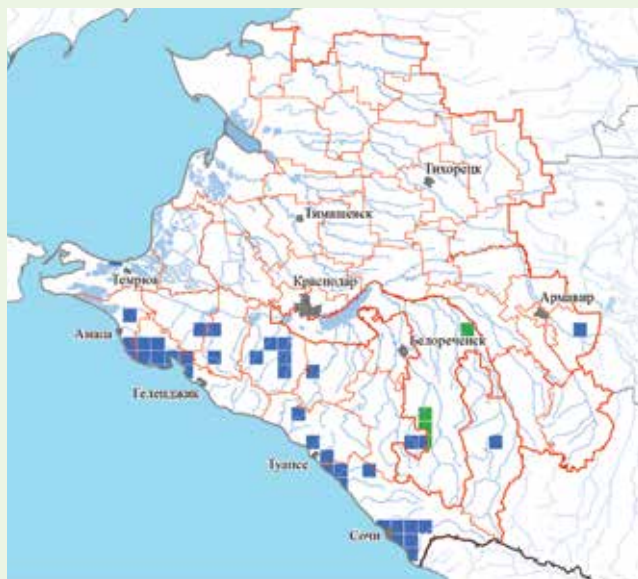 Тихорецк
Тимашевск
Темрюк
Краснодар
Армавир
Анапа
Белореченск
Геленджик
Туапсе
Сочи